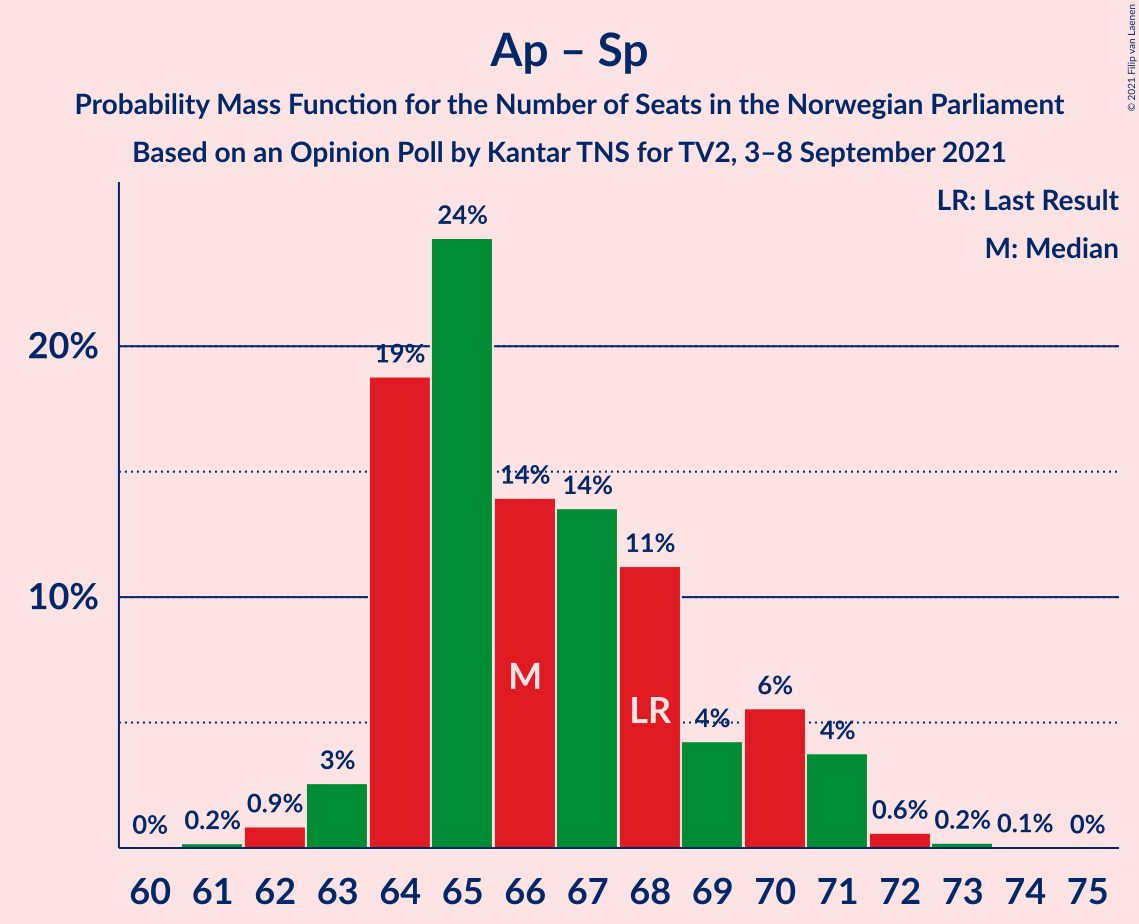 Ap – Sp
Probability Mass Function for the Number of Seats in the Norwegian Parliament
Based on an Opinion Poll by Kantar TNS for TV2, 3–8 September 2021
© 2021 Filip van Laenen
LR: Last Result
M: Median
20%
10%
0%
0.2%
0.9%
3%
19%
24%
14%
14%
11%
4%
6%
4%
0.6%
0.2%
0.1%
0%
M
LR
60 61 62 63 64 65 66 67 68 69 70 71 72 73 74 75